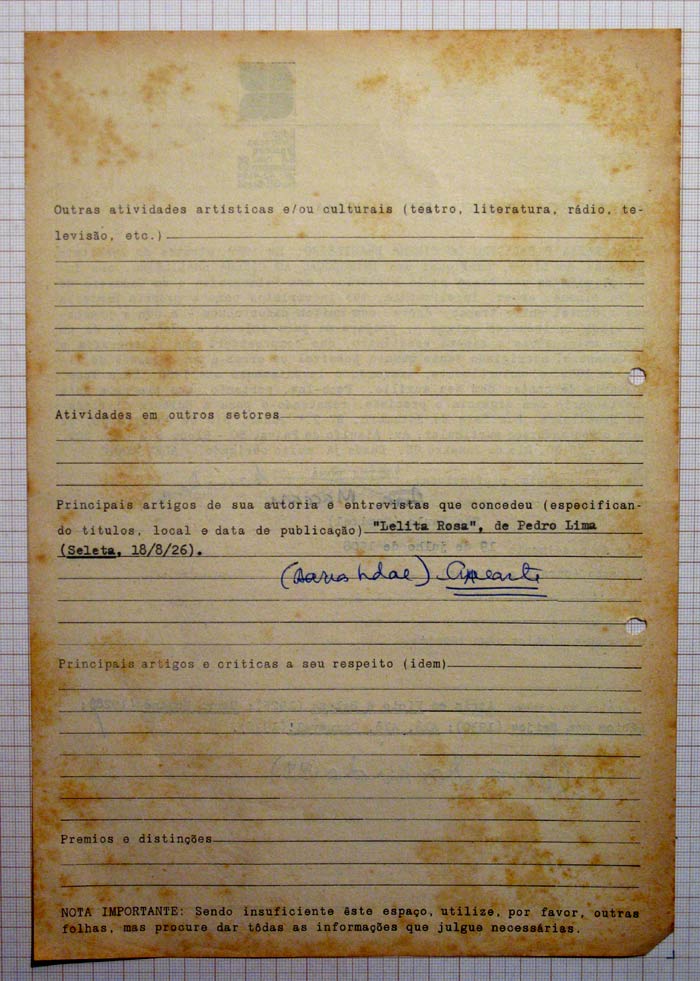 Outras atividades artísticas e/ou culturais (teatro, literatura, rádio, te-
levisão, etc.)
Atividades em outros setores
Principais artigos de sua autoria e entrevistas que concedeu (especifican-
do títulos, local e data de publicação) "Lelita Rosa", de Pedro Lima
(Seleta, 18/8/26).
Principais artigos e críticas a seu respeito (idem)
Premios e distinções
NOTA IMPORTANTE: Sendo insuficiente êste espaço, utilize, por favor, outras
folhas, mas procure dar tôdas as informações que julgue necessárias.